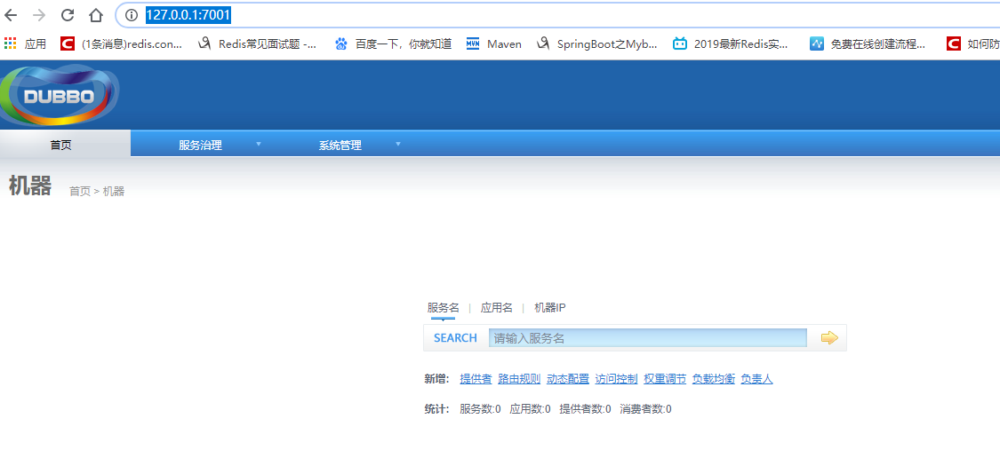 127.0.0.1:7001
应用 (1条消息)redis.con... Redis常见面试题 -... 百度一下，你就知道 Maven SpringBoot之Myb... 2019最新Redis实... 免费在线创建流程... 如何防
DUBBO
首页 服务治理 系统管理
机器 首页 > 机器
服务名 | 应用名 | 机器IP
SEARCH 请输入服务名
新增: 提供者 路由规则 动态配置 访问控制 权重调节 负载均衡 负责人
统计: 服务数:0 应用数:0 提供者数:0 消费者数:0